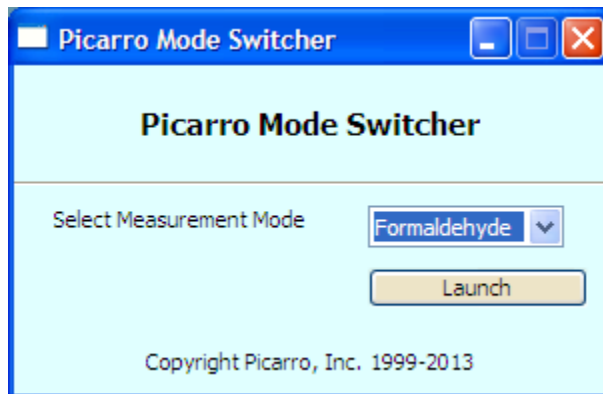 Picarro Mode Switcher
Picarro Mode Switcher
Select Measurement Mode
Formaldehyde
Launch
Copyright Picarro, Inc. 1999-2013